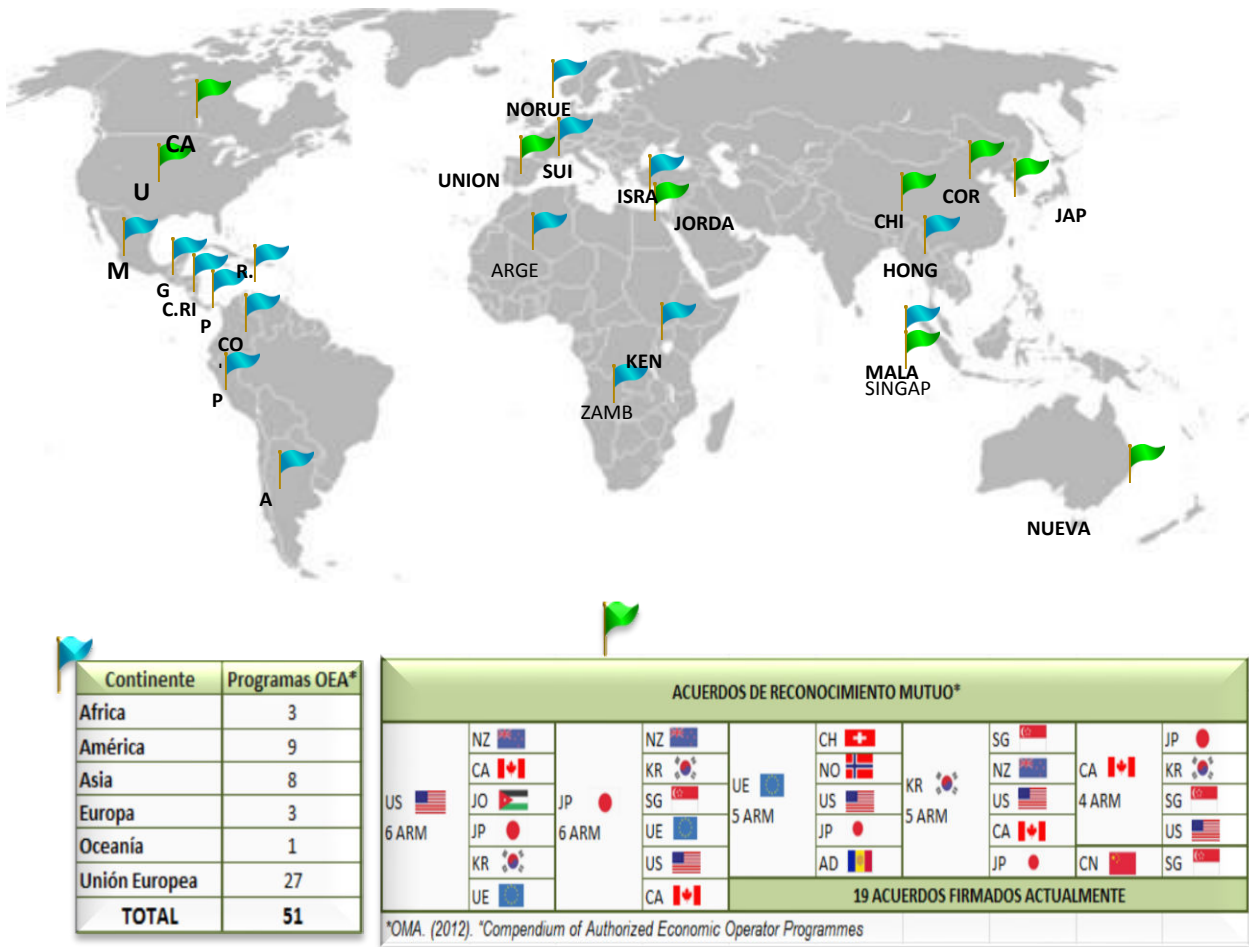 NORUE
CA
UNION
SUI
U
ISRA
JORDA
CHI
COR
JAP
M
G
C.RI
P
R.
ARGE
HONG
CO
P
KEN
ZAMB
MALA
SINGAP
A
NUEVA
Continente Programas OEA*
Africa 3
América 9
Asia 8
Europa 3
Oceanía 1
Unión Europea 27
TOTAL 51
ACUERDOS DE RECONOCIMIENTO MUTUO*
US
6 ARM
NZ
CA
JO
JP
KR
UE
JP
6 ARM
NZ
KR
SG
UE
US
CA
UE
5 ARM
CH
NO
US
JP
AD
KR
5 ARM
SG
NZ
US
CA
JP
CA
4 ARM
JP
KR
SG
US
CN
SG
19 ACUERDOS FIRMADOS ACTUALMENTE
*OMA. (2012). "Compendium of Authorized Economic Operator Programmes